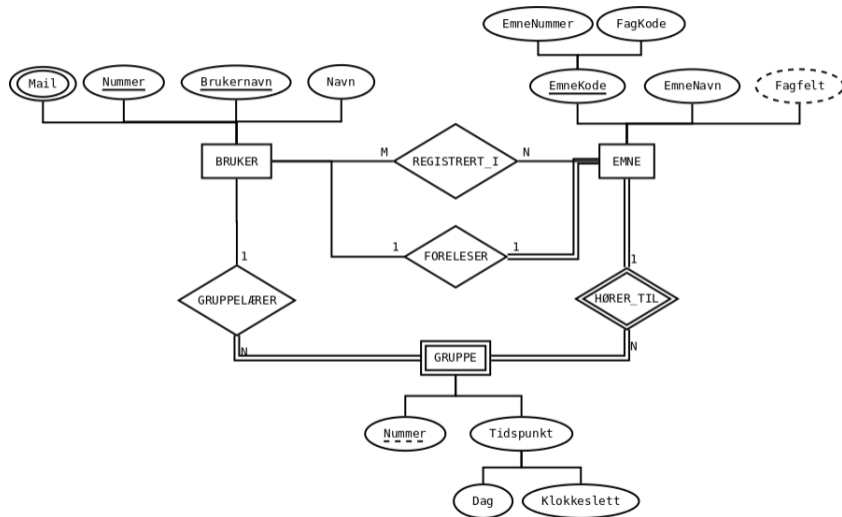 EmneNummer
FagKode
Mail
Nummer
Brukernavn
Navn
EmneKode
EmneNavn
Fagfelt
BRUKER
M
REGISTRERT_I
N
EMNE
1
FORELESER
1
1
GRUPPELÆRER
1
HØRER_TIL
N
GRUPPE
N
Nummer
Tidspunkt
Dag
Klokkeslett